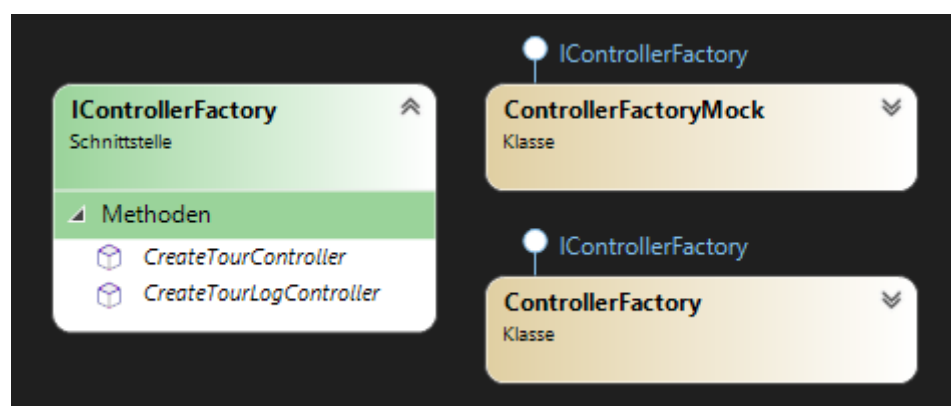 IControllerFactory
Schnittstelle
Methoden
CreateTourController
CreateTourLogController
IControllerFactory
ControllerFactoryMock
Klasse
IControllerFactory
ControllerFactory
Klasse